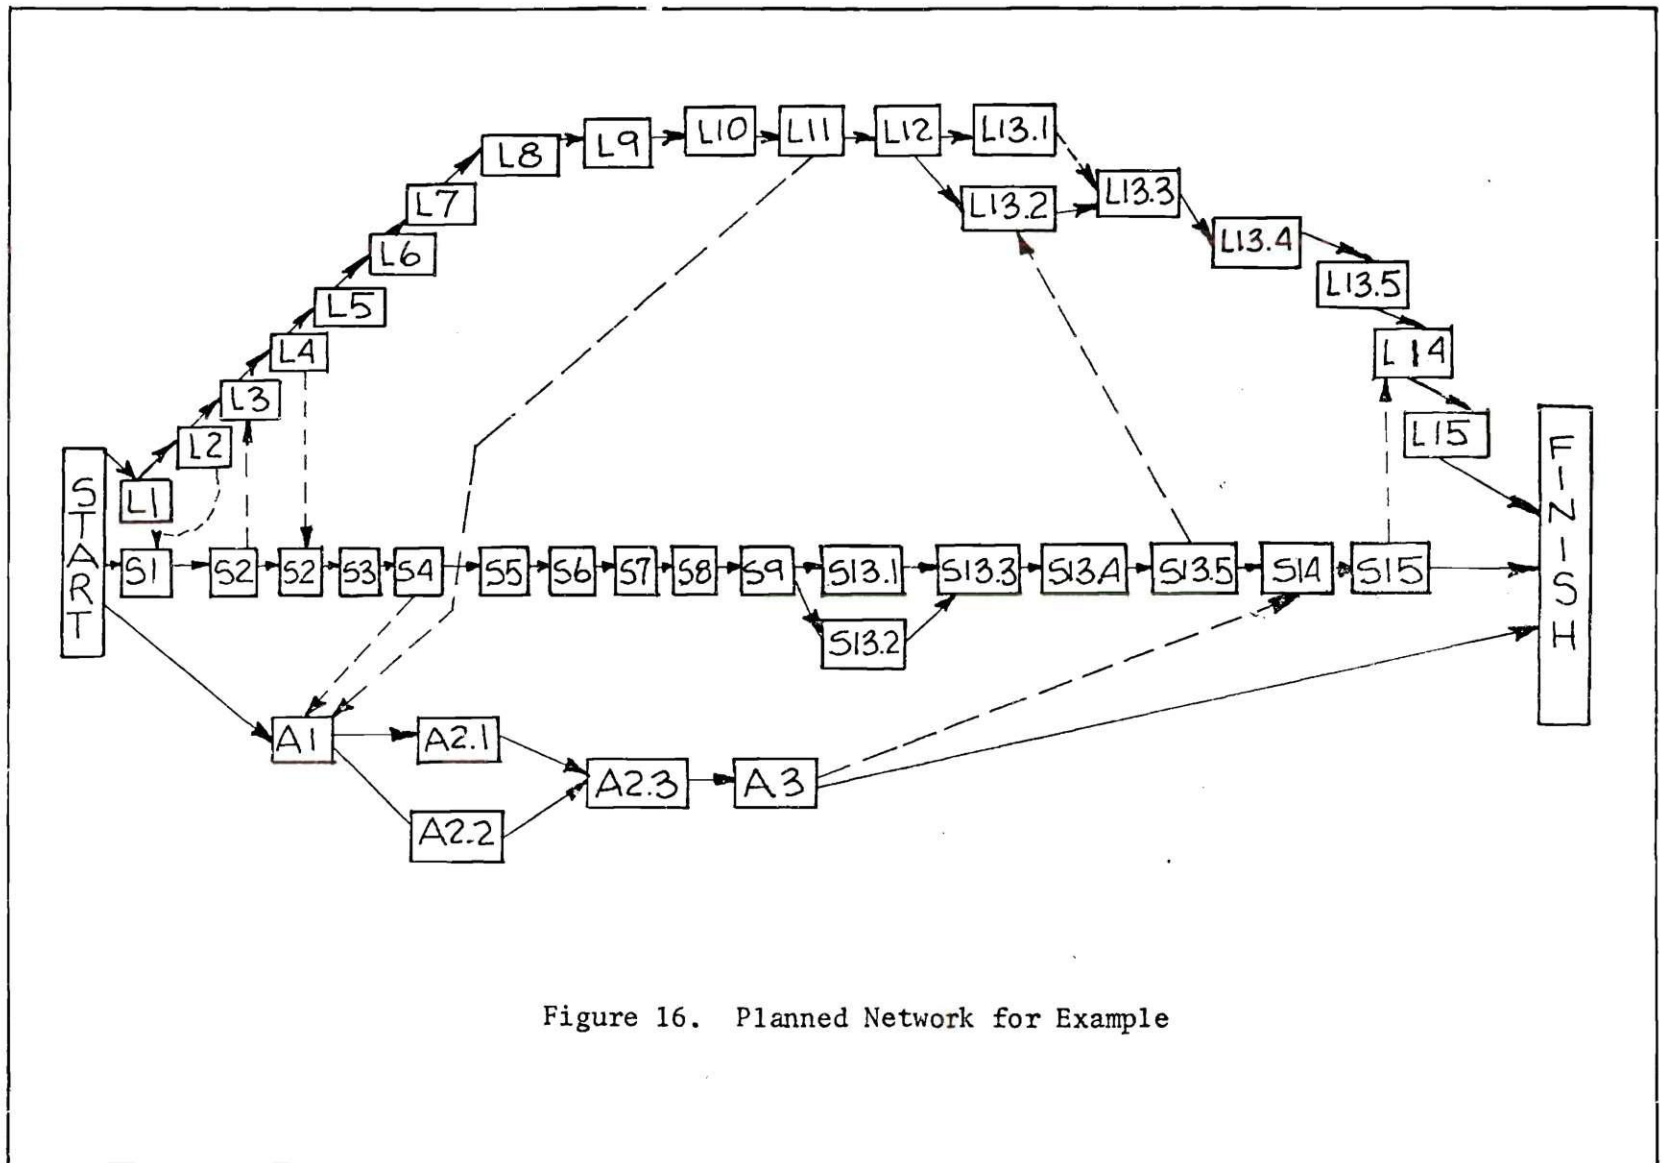 L9 L10 L11 L12 L13.1
L8
L7 L13.2 L13.3
L6 L13.4
L5 L13.5
L4 L14
L3
L2 L15
L1
START
S1 S2 S2 S3 S4 S5 S6 S7 S8 S9 S13.1 S13.3 S13.4 S13.5 S14 S15
FINISH
S13.2
A1 A2.1
A2.3 A3
A2.2
Figure 16. Planned Network for Example